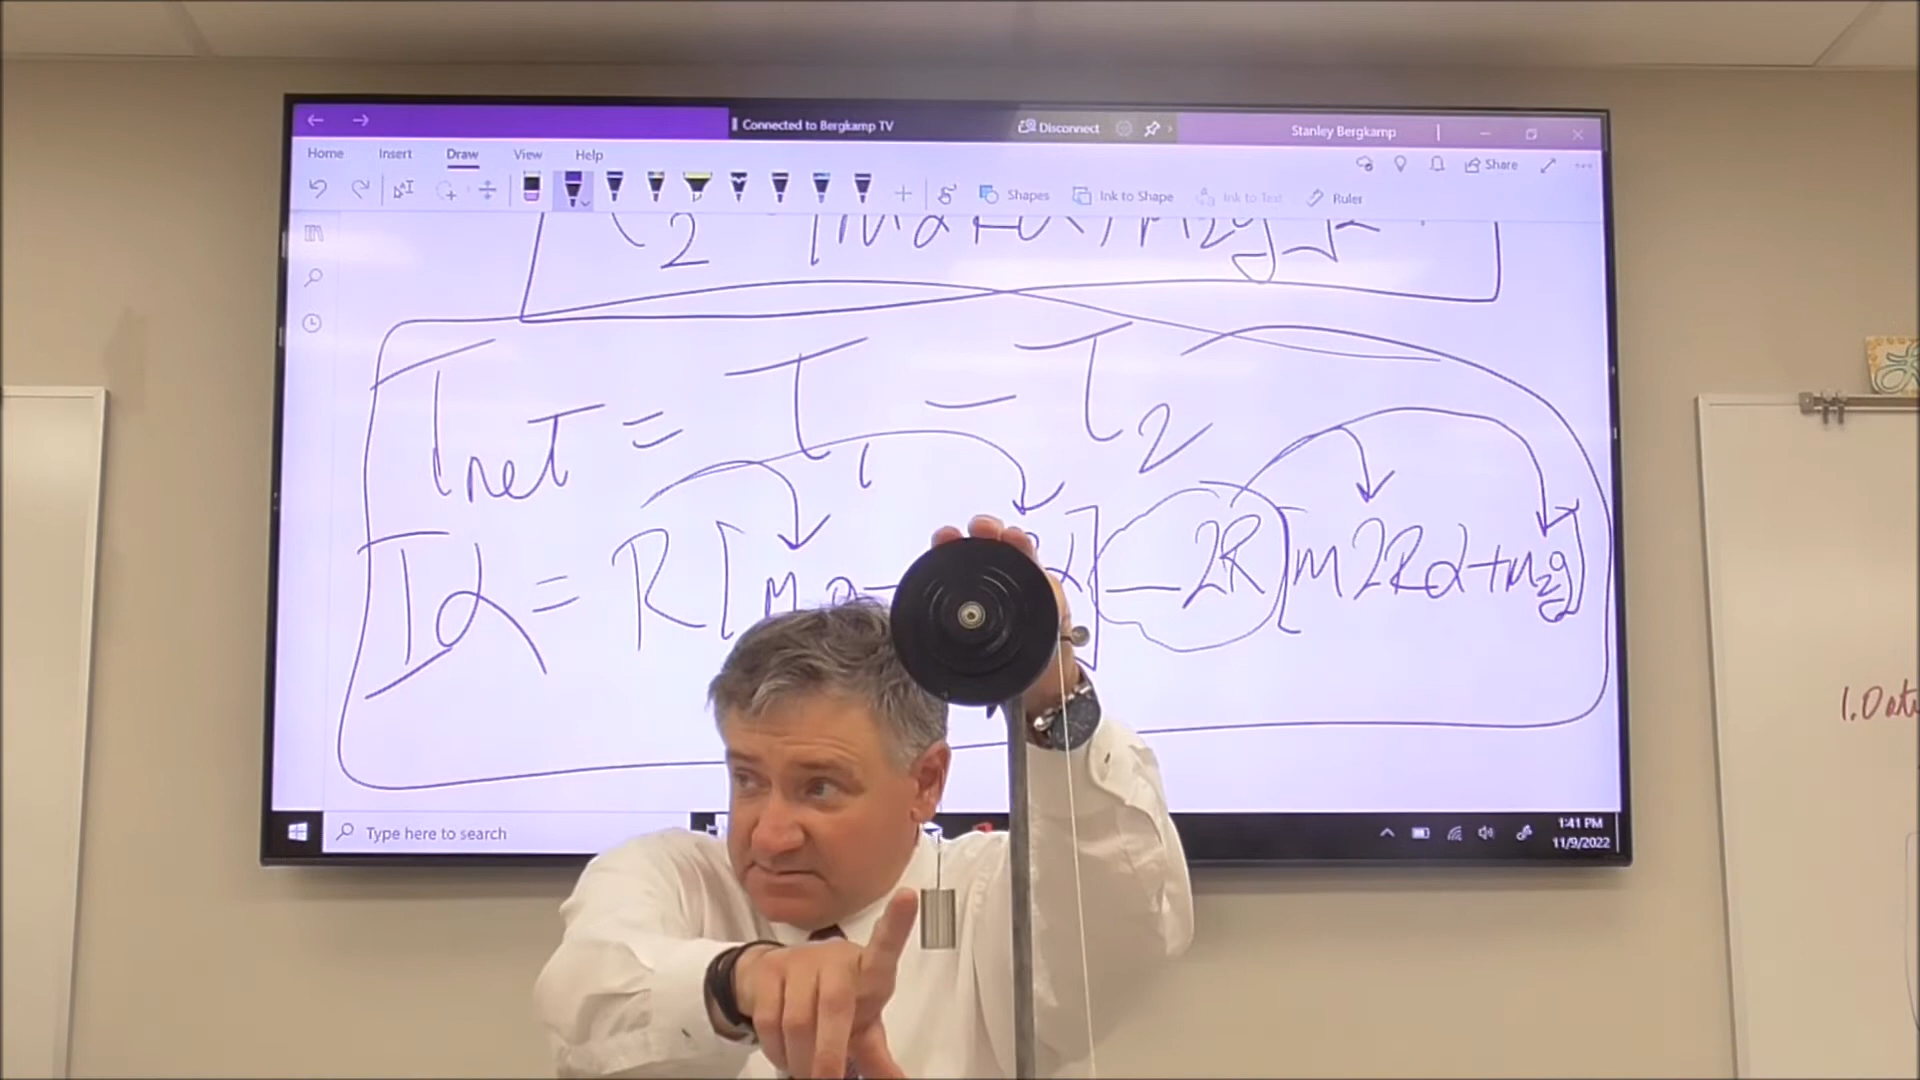 Connected to Bergkamp TV
Disconnect
Stanley Bergkamp
Home Insert Draw View Help
Share
Shapes
Ink to Shape
Ink to Text
Ruler
2
τnet = τ1 - τ2
Iα = R[m α] - 2R[m2Rα+m₂g]
Type here to search
1:41 PM
11/9/2022
1.